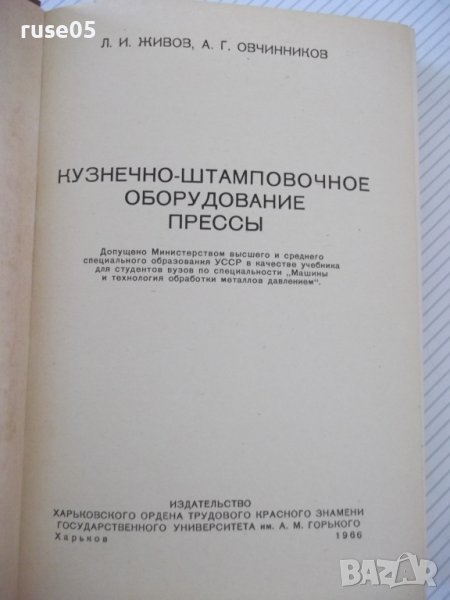 ruse05
Л. И. ЖИВОВ, А. Г. ОВЧИННИКОВ
КУЗНЕЧНО-ШТАМПОВОЧНОЕ
ОБОРУДОВАНИЕ
ПРЕССЫ
Допущено Министерством высшего и среднего
специального образования УССР в качестве учебника
для студентов вузов по специальности „Машины
и технология обработки металлов давлением“.
ИЗДАТЕЛЬСТВО
ХАРЬКОВСКОГО ОРДЕНА ТРУДОВОГО КРАСНОГО ЗНАМЕНИ
ГОСУДАРСТВЕННОГО УНИВЕРСИТЕТА им. А. М. ГОРЬКОГО
Харьков 1966
BAZAR
bg